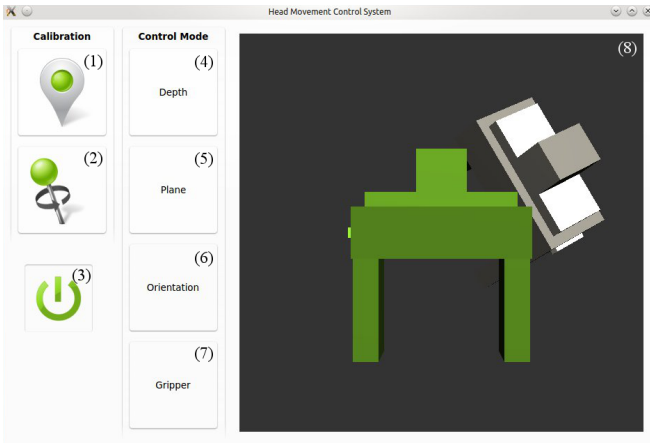 Head Movement Control System
Calibration
Control Mode
(1)
(2)
(3)
(4)
Depth
(5)
Plane
(6)
Orientation
(7)
Gripper
(8)